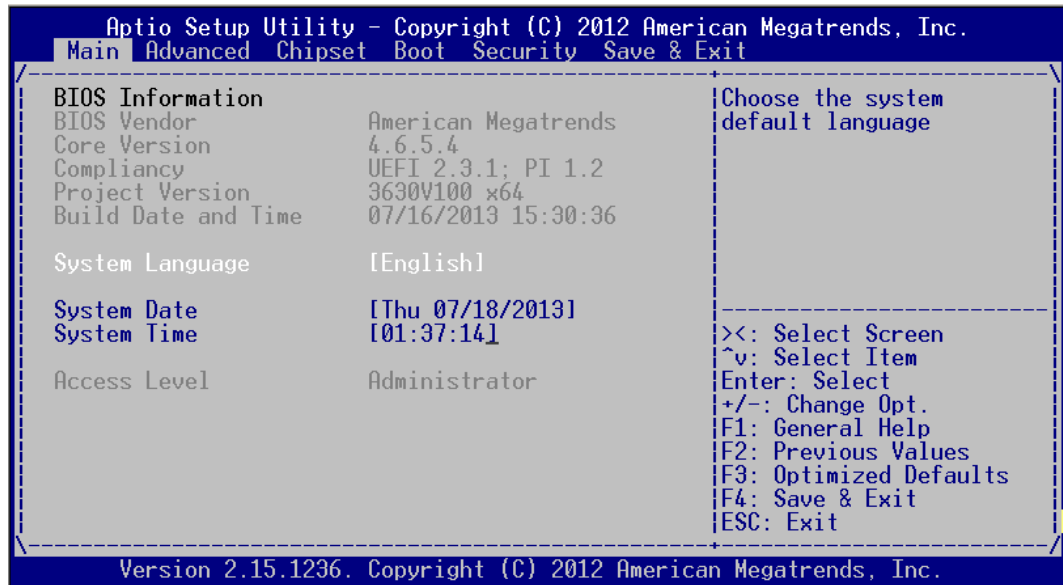 Aptio Setup Utility - Copyright (C) 2012 American Megatrends, Inc.
Main Advanced Chipset Boot Security Save & Exit
BIOS Information
BIOS Vendor American Megatrends
Core Version 4.6.5.4
Compliancy UEFI 2.3.1; PI 1.2
Project Version 3630V100 x64
Build Date and Time 07/16/2013 15:30:36
System Language [English]
System Date [Thu 07/18/2013]
System Time [01:37:14]
Access Level Administrator
Choose the system
default language
><: Select Screen
^v: Select Item
Enter: Select
+/-: Change Opt.
F1: General Help
F2: Previous Values
F3: Optimized Defaults
F4: Save & Exit
ESC: Exit
Version 2.15.1236. Copyright (C) 2012 American Megatrends, Inc.